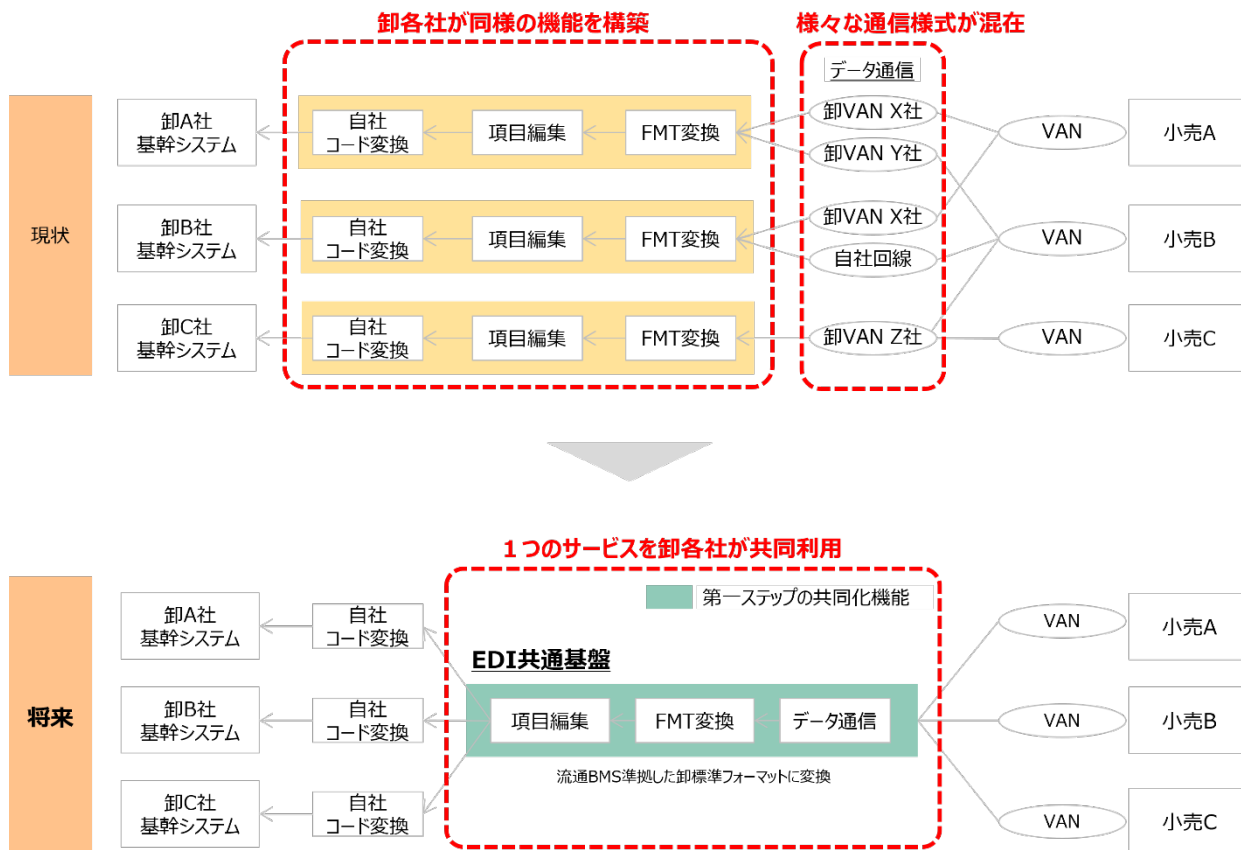 卸各社が同様の機能を構築
様々な通信様式が混在
データ通信
現状
卸A社
基幹システム
自社
コード変換
項目編集
FMT変換
卸VAN X社
卸VAN Y社
VAN
小売A
卸B社
基幹システム
自社
コード変換
項目編集
FMT変換
卸VAN X社
自社回線
VAN
小売B
卸C社
基幹システム
自社
コード変換
項目編集
FMT変換
卸VAN Z社
VAN
小売C
1つのサービスを卸各社が共同利用
第一ステップの共同化機能
将来
卸A社
基幹システム
自社
コード変換
VAN
小売A
EDI共通基盤
卸B社
基幹システム
自社
コード変換
項目編集
FMT変換
データ通信
VAN
小売B
流通BMS準拠した卸標準フォーマットに変換
卸C社
基幹システム
自社
コード変換
VAN
小売C